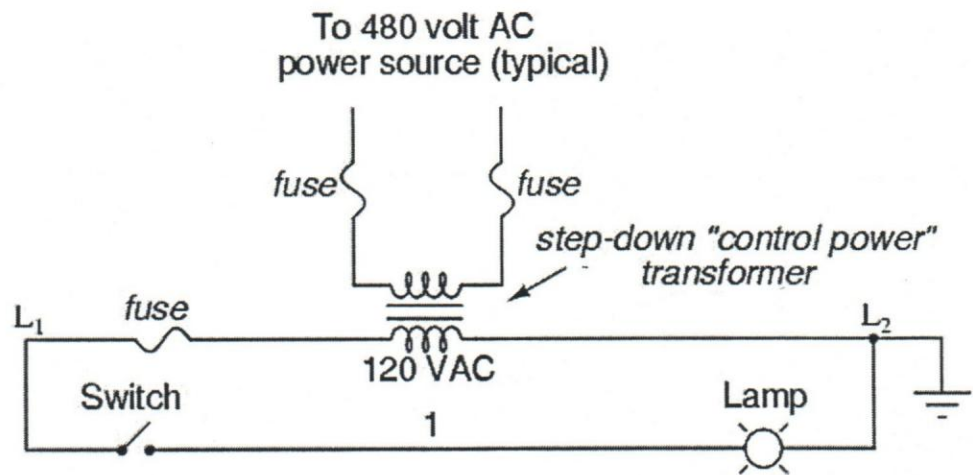 To 480 volt AC
power source (typical)
fuse
fuse
step-down "control power"
transformer
L1
fuse
L2
120 VAC
Switch
1
Lamp